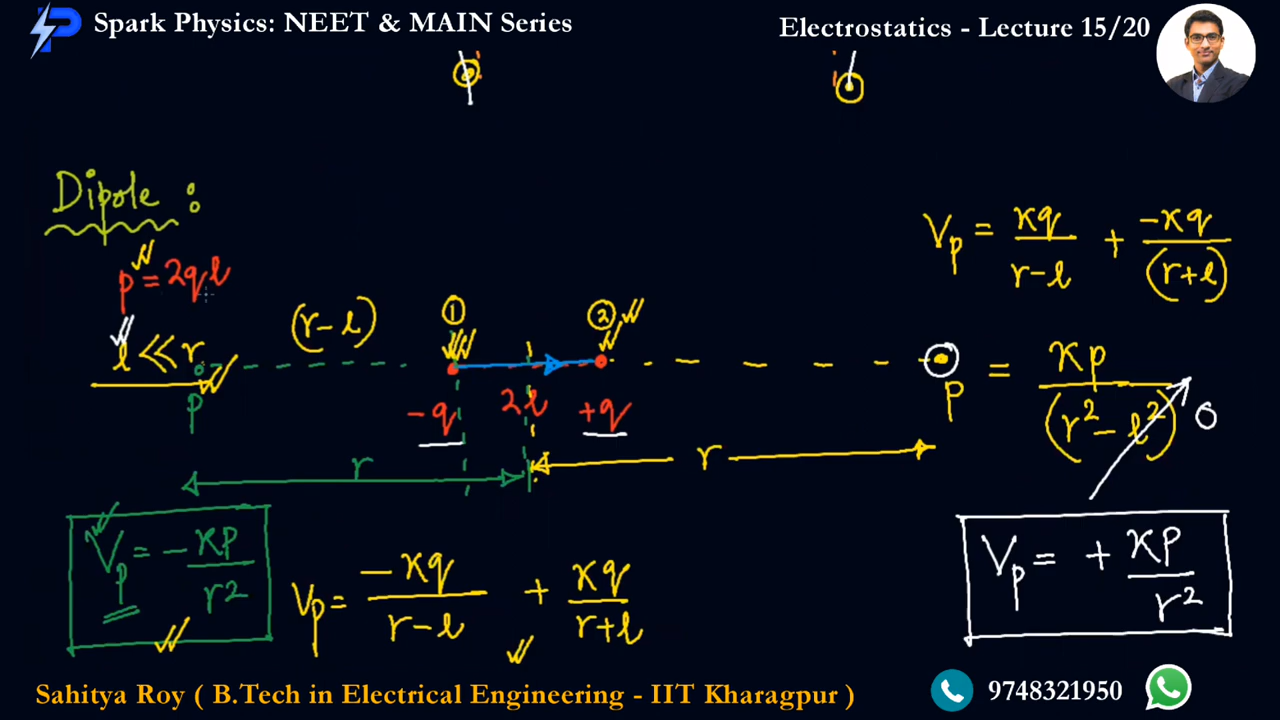 Spark Physics: NEET & MAIN Series
Electrostatics - Lecture 15/20
Dipole :
p = 2ql
l << r
(r-l)
① ②
-q 2l +q
p
P
r
r
V_p = Kq/(r-l) + -Kq/(r+l)
= Kp/(r² - l²) 0
V_p = + KP/r²
V_p = - KP/r²
V_p = -Kq/(r-l) + Kq/(r+l)
Sahitya Roy ( B.Tech in Electrical Engineering - IIT Kharagpur )
9748321950